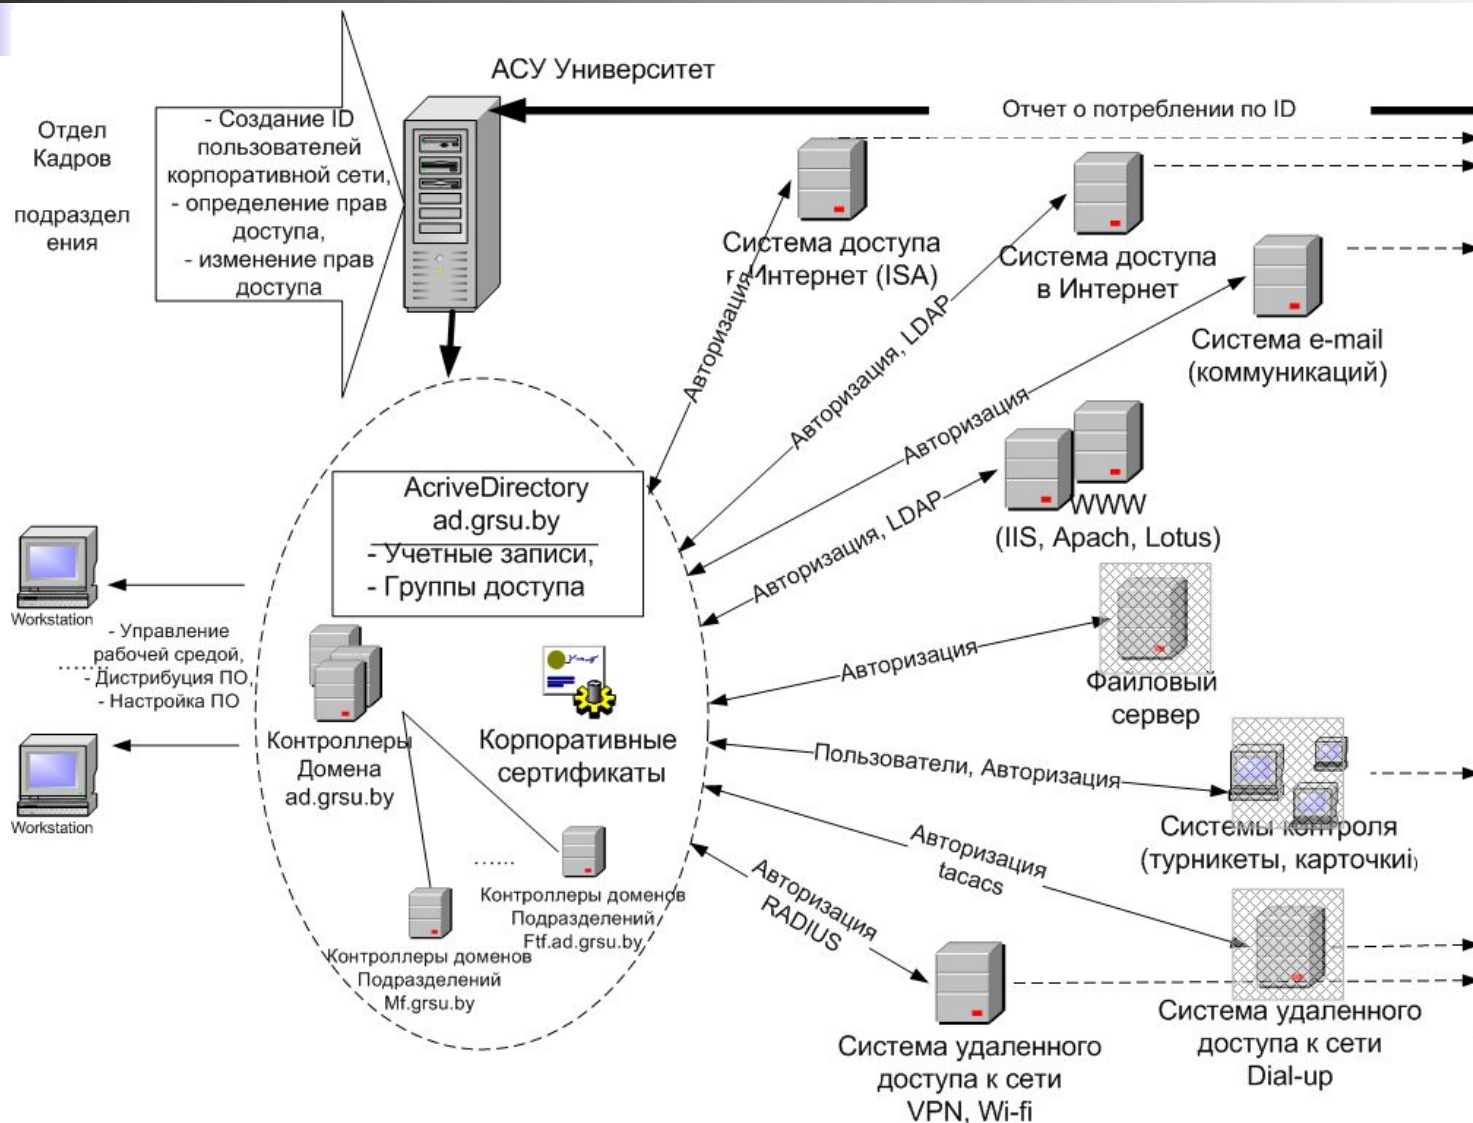 АСУ Университет
Отчет о потреблении по ID
Отдел
Кадров
подраздел
ения
- Создание ID
пользователей
корпоративной сети,
- определение прав
доступа,
- изменение прав
доступа
Система доступа
в Интернет (ISA)
Система доступа
в Интернет
Система e-mail
(коммуникаций)
Авторизация
Авторизация, LDAP
Авторизация
Авторизация, LDAP
WWW
(IIS, Apach, Lotus)
AcriveDirectory
ad.grsu.by
- Учетные записи,
- Группы доступа
Workstation
- Управление
рабочей средой,
......
- Дистрибуция ПО,
- Настройка ПО
Workstation
Авторизация
Файловый
сервер
Контроллеры
Домена
ad.grsu.by
Корпоративные
сертификаты
Пользователи, Авторизация
Системы контроля
(турникеты, карточкиі)
Авторизация
tacacs
Авторизация
RADIUS
......
Контроллеры доменов
Подразделений
Ftf.ad.grsu.by
Контроллеры доменов
Подразделений
Mf.grsu.by
Система удаленного
доступа к сети
Dial-up
Система удаленного
доступа к сети
VPN, Wi-fi